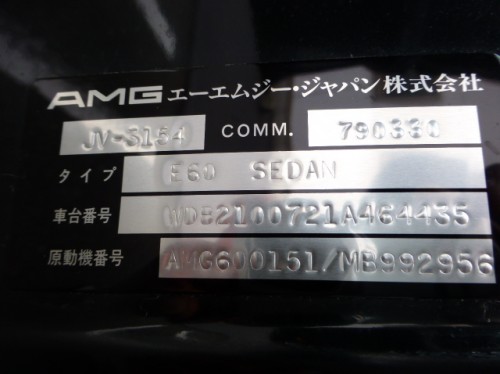 AMG エーエムジー・ジャパン株式会社
JV-3154 COMM. 790330
タイプ E60 SEDAN
車台番号 WDB2100721A464435
原動機番号 AMG600151/MB992956